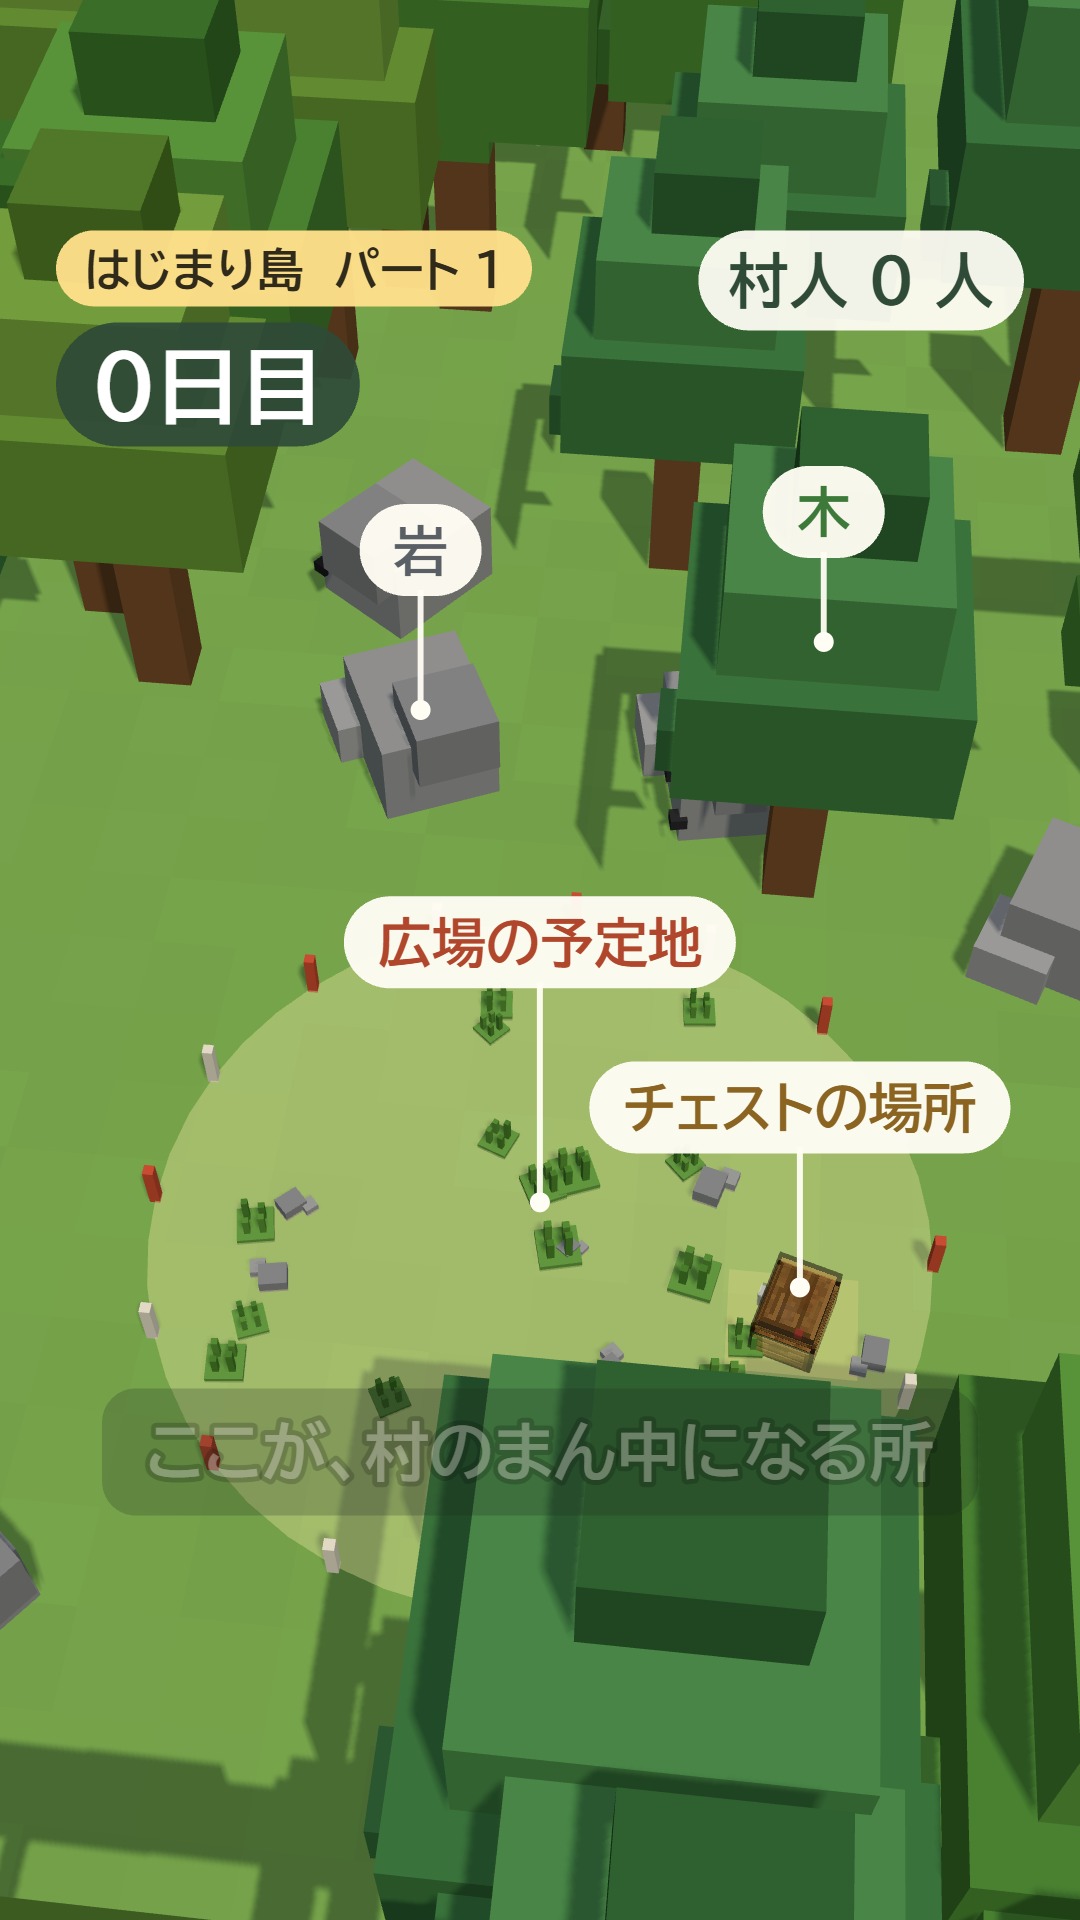 はじまり島 パート 1
村人 0 人
0日目
岩
木
広場の予定地
チェストの場所
ここが、村のまん中になる所